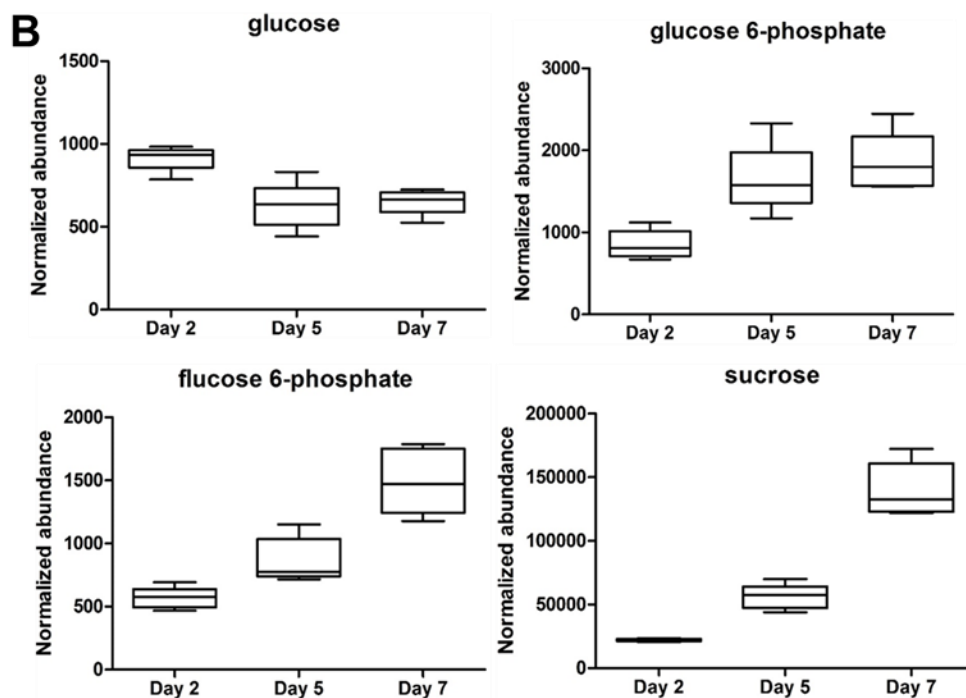 B
glucose
Normalized abundance
1500
1000
500
0
Day 2 Day 5 Day 7
glucose 6-phosphate
Normalized abundance
3000
2000
1000
0
Day 2 Day 5 Day 7
flucose 6-phosphate
Normalized abundance
2000
1500
1000
500
0
Day 2 Day 5 Day 7
sucrose
Normalized abundance
200000
150000
100000
50000
0
Day 2 Day 5 Day 7